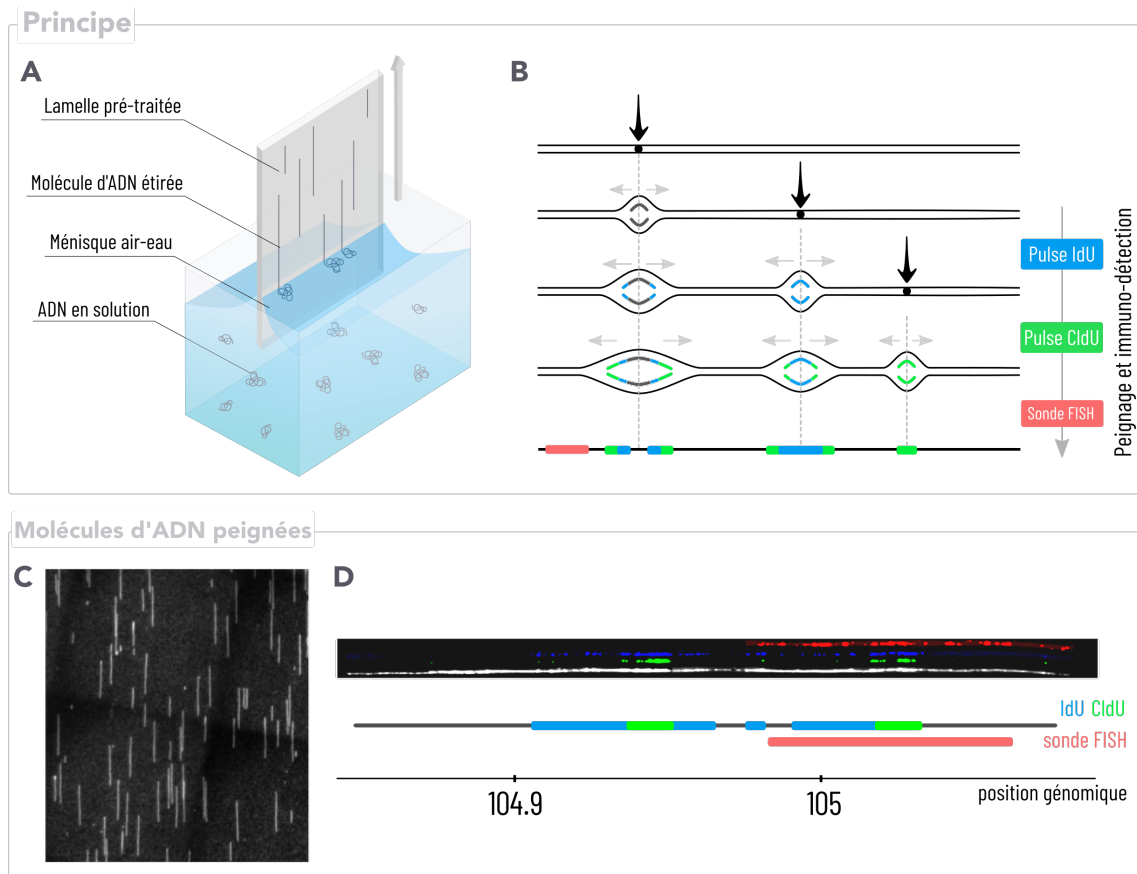 Principe
A
Lamelle pré-traitée
Molécule d'ADN étirée
Ménisque air-eau
ADN en solution
B
Pulse IdU
Pulse CldU
Sonde FISH
Peignage et immuno-détection
Molécules d'ADN peignées
C
D
IdU CldU
sonde FISH
104.9
105
position génomique